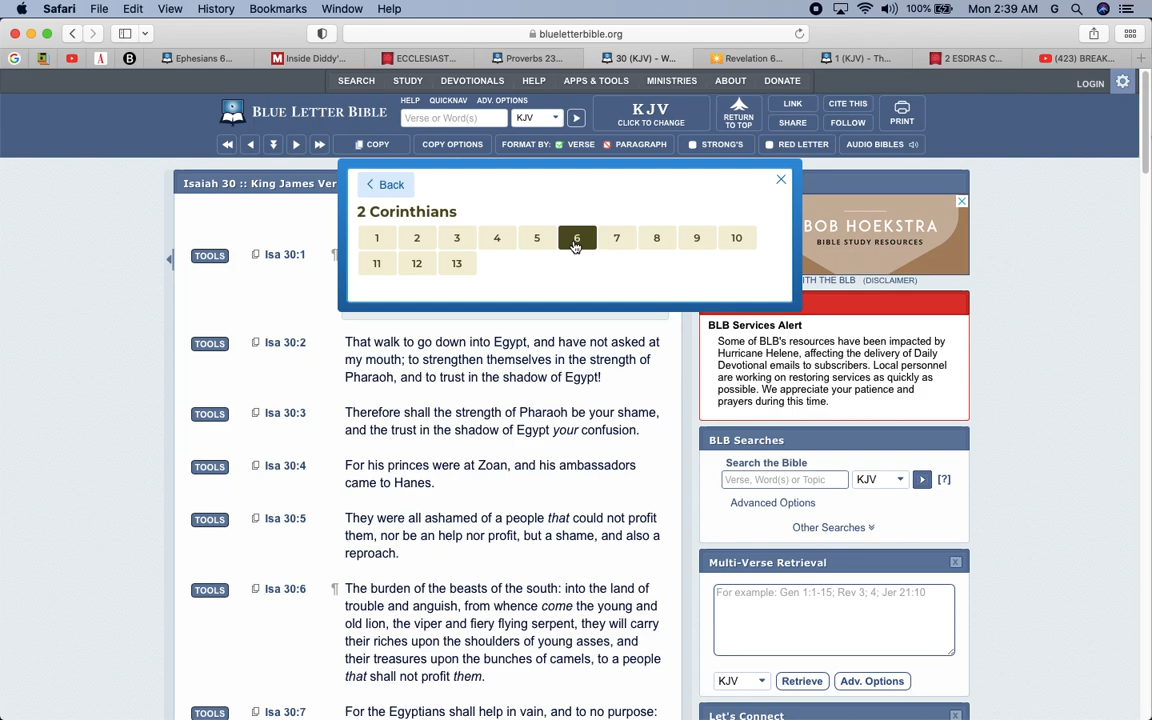 Safari File Edit View History Bookmarks Window Help 100% Mon 2:39 AM G
blueletterbible.org
Ephesians 6... Inside Diddy'... ECCLESIAST... Proverbs 23... 30 (KJV) - W... Revelation 6... 1 (KJV) - Th... 2 ESDRAS C... (423) BREAK...
SEARCH STUDY DEVOTIONALS HELP APPS & TOOLS MINISTRIES ABOUT DONATE LOGIN
BLUE LETTER BIBLE
HELP QUICKNAV ADV. OPTIONS
Verse or Word(s) KJV
KJV
CLICK TO CHANGE
RETURN
TO TOP
LINK CITE THIS
SHARE FOLLOW
PRINT
COPY COPY OPTIONS FORMAT BY: VERSE PARAGRAPH STRONG'S RED LETTER AUDIO BIBLES
Isaiah 30 :: King James Ver
Back
2 Corinthians
1 2 3 4 5 6 7 8 9 10
11 12 13
TOOLS Isa 30:1 ¶
TOOLS Isa 30:2 That walk to go down into Egypt, and have not asked at
my mouth; to strengthen themselves in the strength of
Pharaoh, and to trust in the shadow of Egypt!
TOOLS Isa 30:3 Therefore shall the strength of Pharaoh be your shame,
and the trust in the shadow of Egypt your confusion.
TOOLS Isa 30:4 For his princes were at Zoan, and his ambassadors
came to Hanes.
TOOLS Isa 30:5 They were all ashamed of a people that could not profit
them, nor be an help nor profit, but a shame, and also a
reproach.
TOOLS Isa 30:6 ¶ The burden of the beasts of the south: into the land of
trouble and anguish, from whence come the young and
old lion, the viper and fiery flying serpent, they will carry
their riches upon the shoulders of young asses, and
their treasures upon the bunches of camels, to a people
that shall not profit them.
TOOLS Isa 30:7 For the Egyptians shall help in vain, and to no purpose:
BOB HOEKSTRA
BIBLE STUDY RESOURCES
ITH THE BLB (DISCLAIMER)
BLB Services Alert
Some of BLB's resources have been impacted by
Hurricane Helene, affecting the delivery of Daily
Devotional emails to subscribers. Local personnel
are working on restoring services as quickly as
possible. We appreciate your patience and
prayers during this time.
BLB Searches
Search the Bible
Verse, Word(s) or Topic KJV [?]
Advanced Options
Other Searches
Multi-Verse Retrieval
For example: Gen 1:1-15; Rev 3; 4; Jer 21:10
KJV Retrieve Adv. Options
Let's Connect